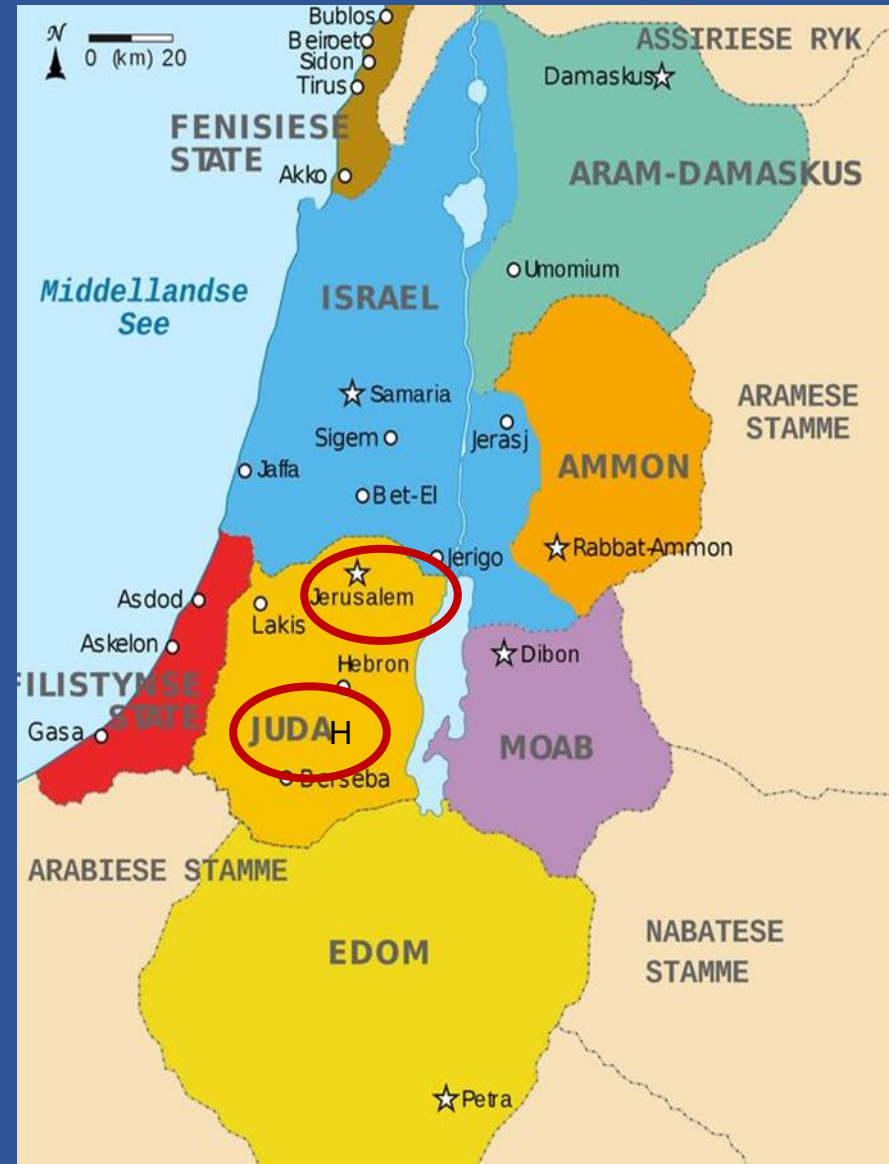 Bublos
N
Beiroet
0 (km) 20
Sidon
Tirus
ASSIRIESE RYK
Damaskus
FENISIESE
STATE
Akko
ARAM-DAMASKUS
Umomium
Middellandse
See
ISRAEL
Samaria
ARAMESE
STAMME
Sigem
Jerasj
Jaffa
AMMON
Bet-El
Jerigo
Rabbat-Ammon
Asdod
Jerusalem
Lakis
Askelon
Dibon
Hebron
FILISTYNSE
STATE
Gasa
JUDAH
MOAB
Berseba
ARABIESE STAMME
EDOM
NABATESE
STAMME
Petra